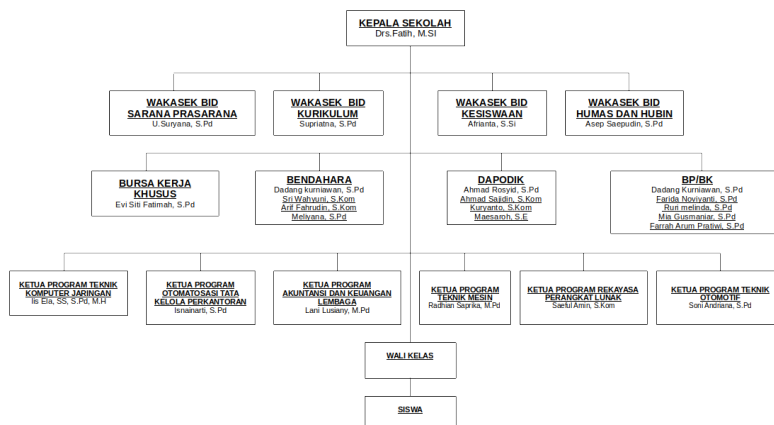 KEPALA SEKOLAH
Drs.Fatih, M.SI
WAKASEK BID
SARANA PRASARANA
U.Suryana, S.Pd
WAKASEK BID
KURIKULUM
Supriatna, S.Pd
WAKASEK BID
KESISWAAN
Afrianta, S.Si
WAKASEK BID
HUMAS DAN HUBIN
Asep Saepudin, S.Pd
BURSA KERJA
KHUSUS
Evi Siti Fatimah, S.Pd
BENDAHARA
Dadang kurniawan, S.Pd
Sri Wahyuni, S.Kom
Arif Fahrudin, S.Kom
Meliyana, S.Pd
DAPODIK
Ahmad Rosyid, S.Pd
Ahmad Sajidin, S.Kom
Kuryanto, S.Kom
Maesaroh, S.E
BP/BK
Dadang Kurniawan, S.Pd
Farida Noviyanti, S.Pd
Ruri melinda, S.Pd
Mia Gusmaniar, S.Pd
Farrah Arum Pratiwi, S.Pd
KETUA PROGRAM TEKNIK
KOMPUTER JARINGAN
Iis Ela, SS, S.Pd, M.H
KETUA PROGRAM
OTOMATOSASI TATA
KELOLA PERKANTORAN
Isnainarti, S.Pd
KETUA PROGRAM
AKUNTANSI DAN KEUANGAN
LEMBAGA
Lani Lusiany, M.Pd
KETUA PROGRAM
TEKNIK MESIN
Radhian Saprika, M.Pd
KETUA PROGRAM REKAYASA
PERANGKAT LUNAK
Saeful Amin, S.Kom
KETUA PROGRAM TEKNIK
OTOMOTIF
Soni Andriana, S.Pd
WALI KELAS
SISWA